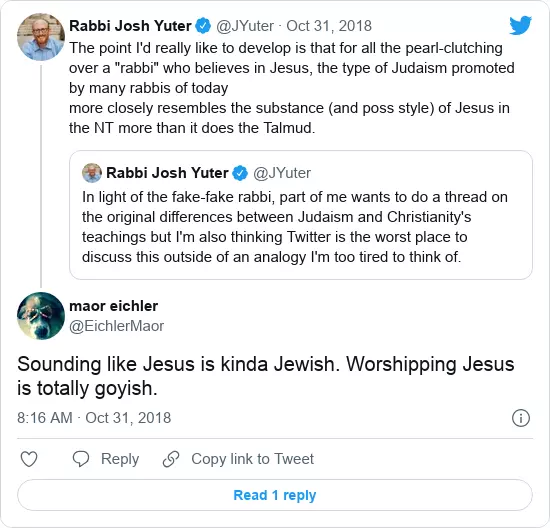 Rabbi Josh Yuter @JYuter · Oct 31, 2018
The point I'd really like to develop is that for all the pearl-clutching
over a "rabbi" who believes in Jesus, the type of Judaism promoted
by many rabbis of today
more closely resembles the substance (and poss style) of Jesus in
the NT more than it does the Talmud.
Rabbi Josh Yuter @JYuter
In light of the fake-fake rabbi, part of me wants to do a thread on
the original differences between Judaism and Christianity's
teachings but I'm also thinking Twitter is the worst place to
discuss this outside of an analogy I'm too tired to think of.
maor eichler
@EichlerMaor
Sounding like Jesus is kinda Jewish. Worshipping Jesus
is totally goyish.
8:16 AM · Oct 31, 2018
Reply Copy link to Tweet
Read 1 reply